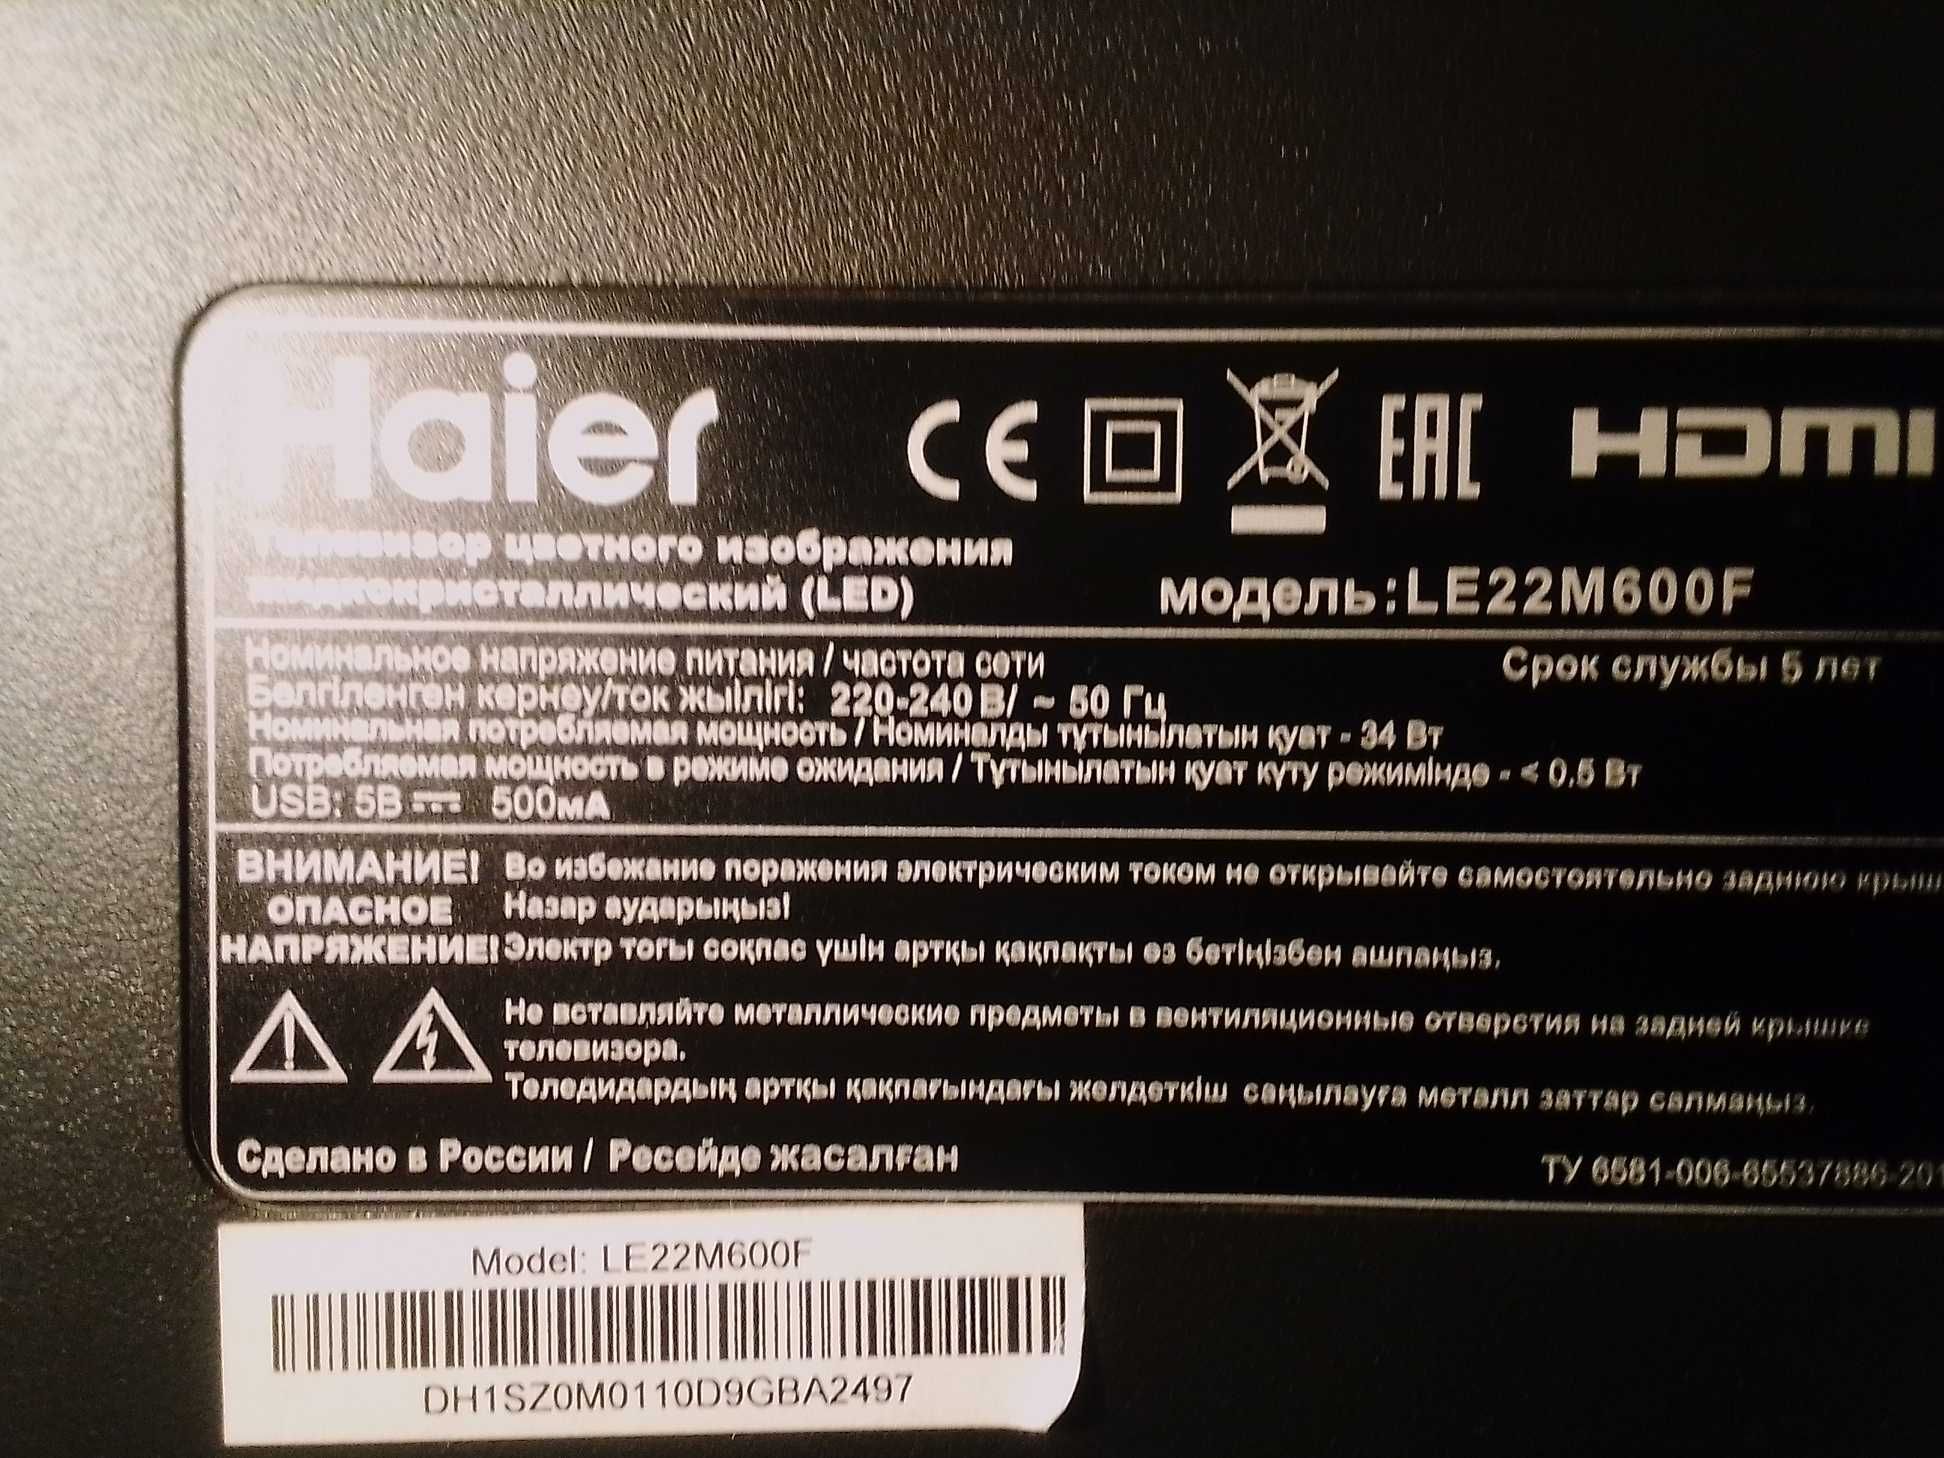 Haier
CE
EAC
HDMI
Телевизор цветного изображения
жидкокристаллический (LED)
модель:LE22M600F
Номинальное напряжение питания / частота сети
Срок службы 5 лет
Белгіленген кернеу/ток жыілігі: 220-240 В/ ~ 50 Гц
Номинальная потребляемая мощность / Номиналды тұтынылатын қуат - 34 Вт
Потребляемая мощность в режиме ожидания / Тұтынылатын қуат күту режимінде - < 0.5 Вт
USB: 5В 500мА
ВНИМАНИЕ!
ОПАСНОЕ
НАПРЯЖЕНИЕ!
Во избежание поражения электрическим током не открывайте самостоятельно заднюю крыш
Назар аударыңыз!
Электр тогы соқпас үшін артқы қақпақты өз бетіңізбен ашпаңыз.
Не вставляйте металлические предметы в вентиляционные отверстия на задней крышке
телевизора.
Теледидардың артқы қақпағындағы желдеткіш саңылауға металл заттар салмаңыз.
Сделано в России / Ресейде жасалған
ТУ 6581-006-65537886-201
Model: LE22M600F
DH1SZ0M0110D9GBA2497